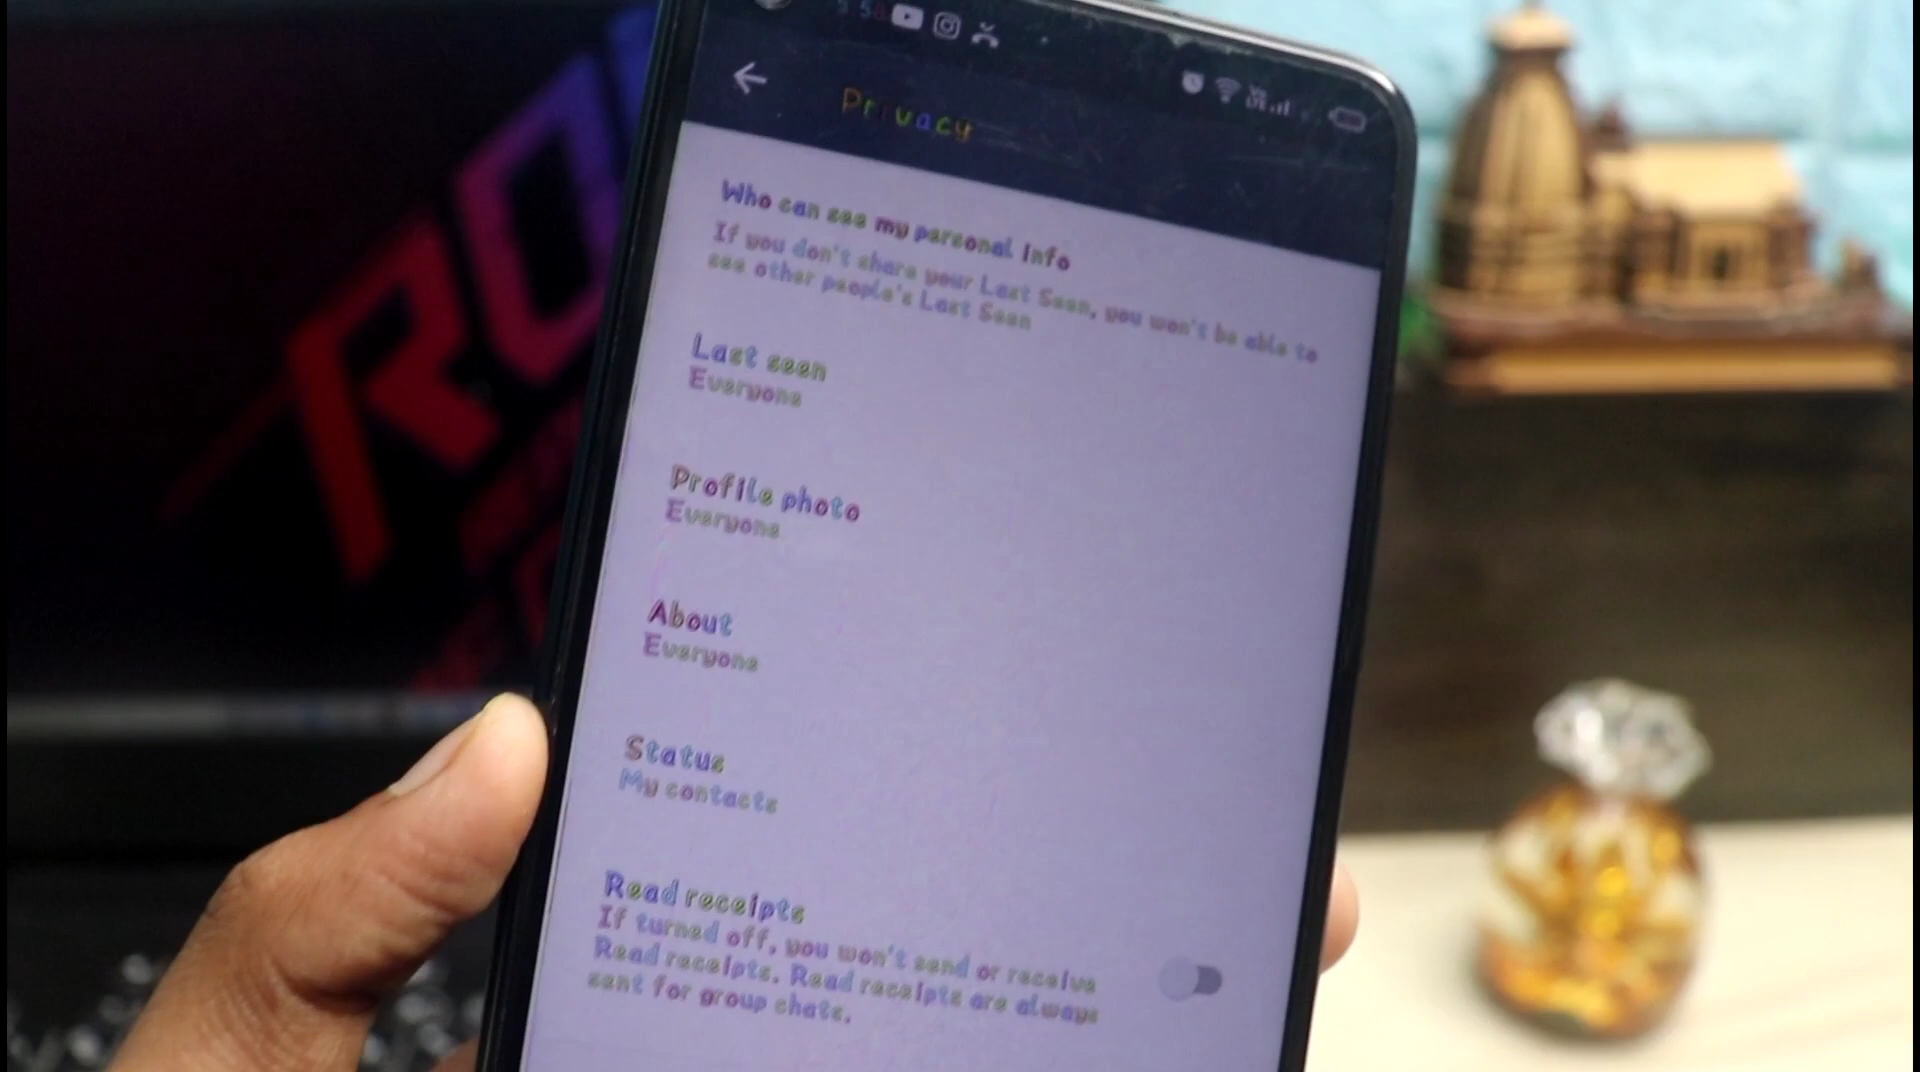 Privacy
Who can see my personal info
If you don't share your Last Seen, you won't be able to
see other people's Last Seen
Last seen
Everyone
Profile photo
Everyone
About
Everyone
Status
My contacts
Read receipts
If turned off, you won't send or receive
Read receipts. Read receipts are always
sent for group chats.